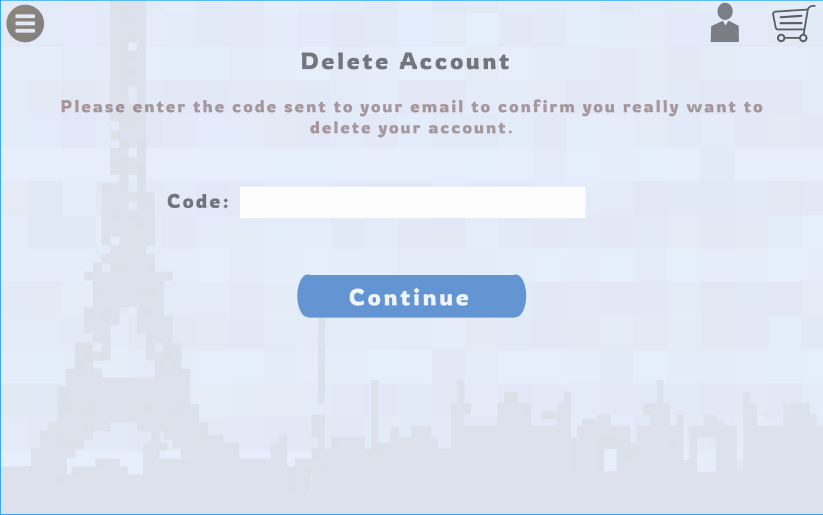 Delete Account
Please enter the code sent to your email to confirm you really want to
delete your account.
Code:
Continue